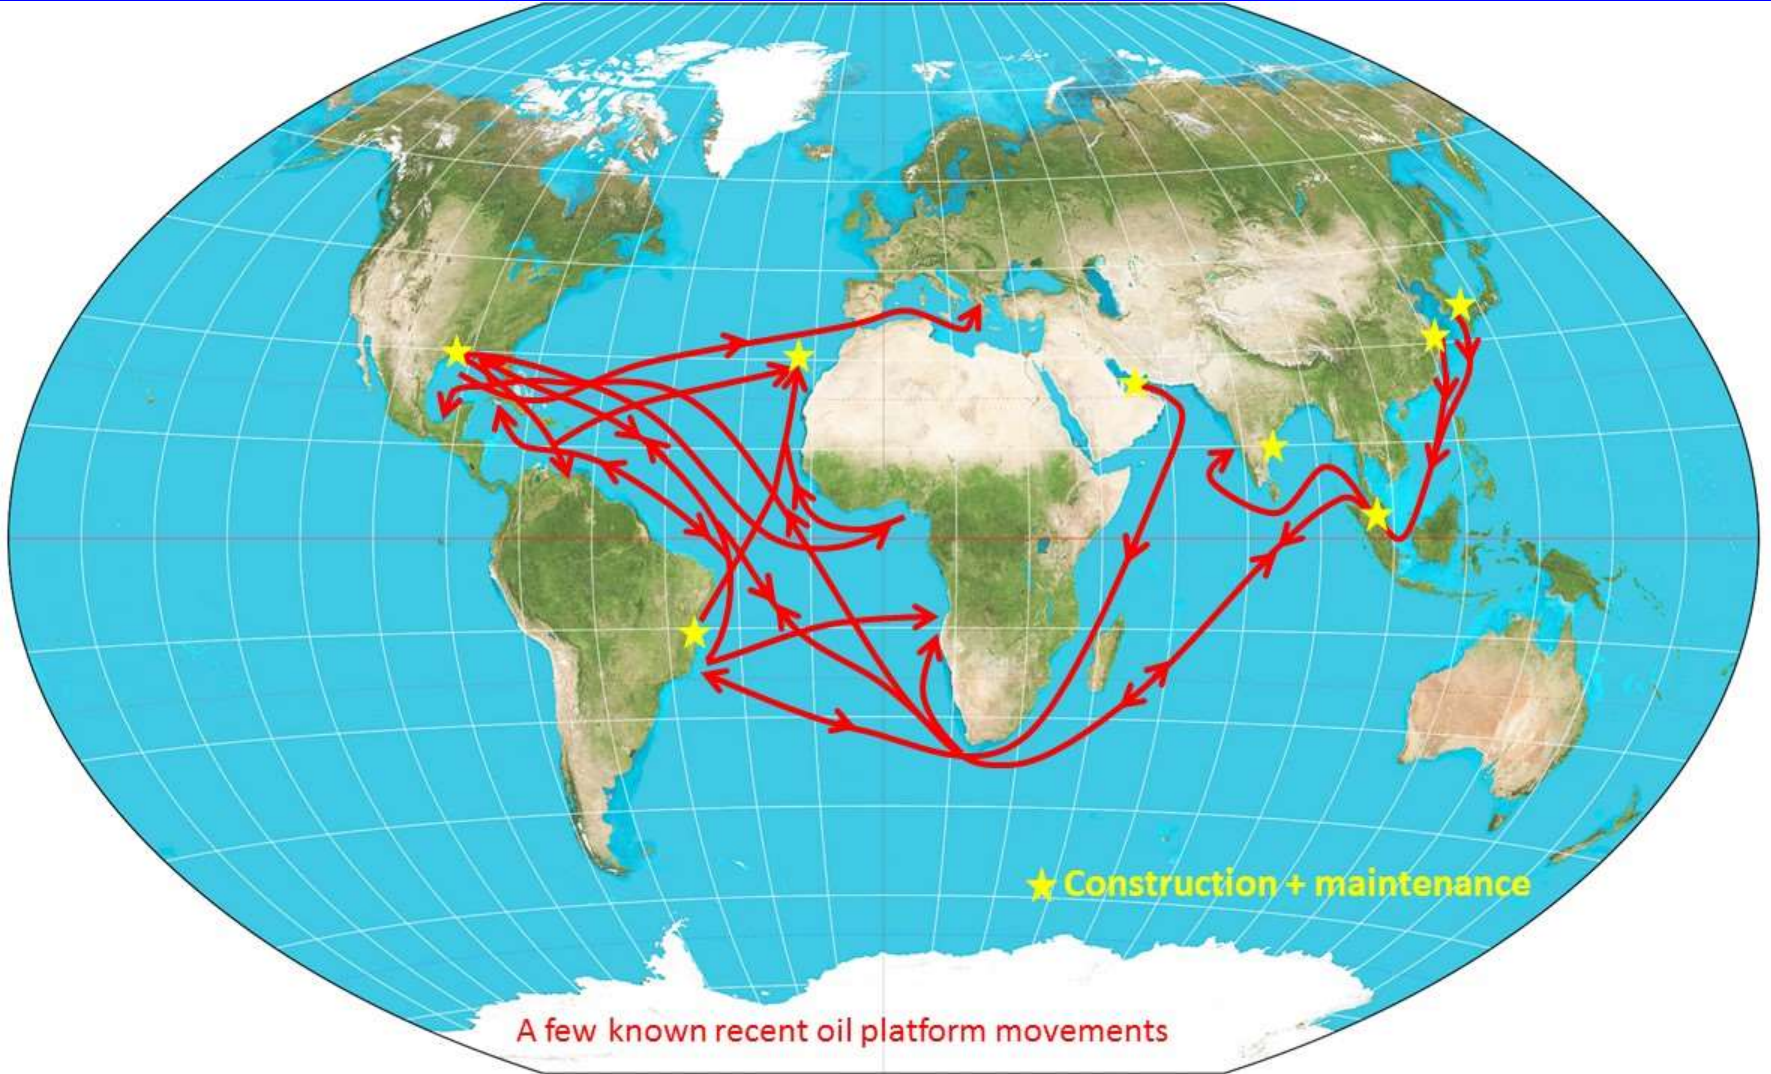 Construction + maintenance
A few known recent oil platform movements